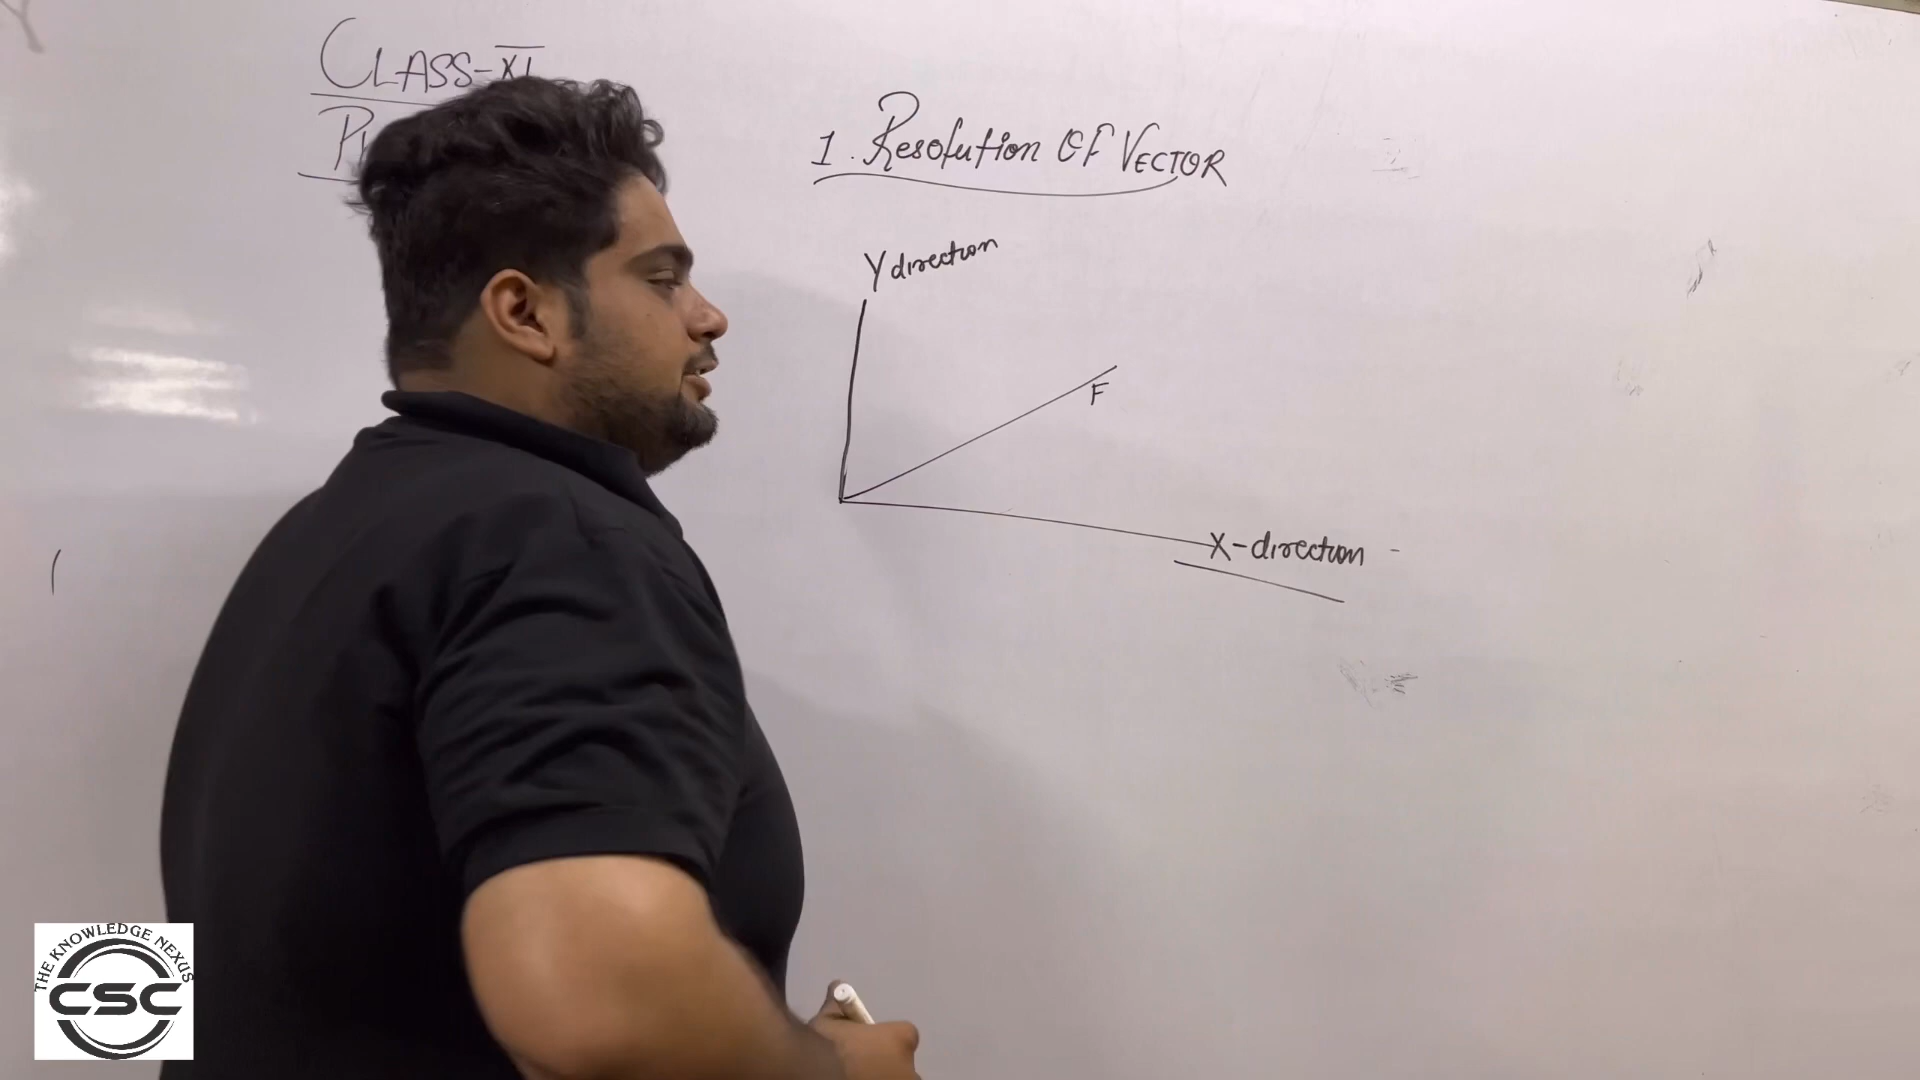 CLASS-XI
1. Resolution OF VECTOR
Y direction
F
X-direction
THE KNOWLEDGE NEXUS
CSC